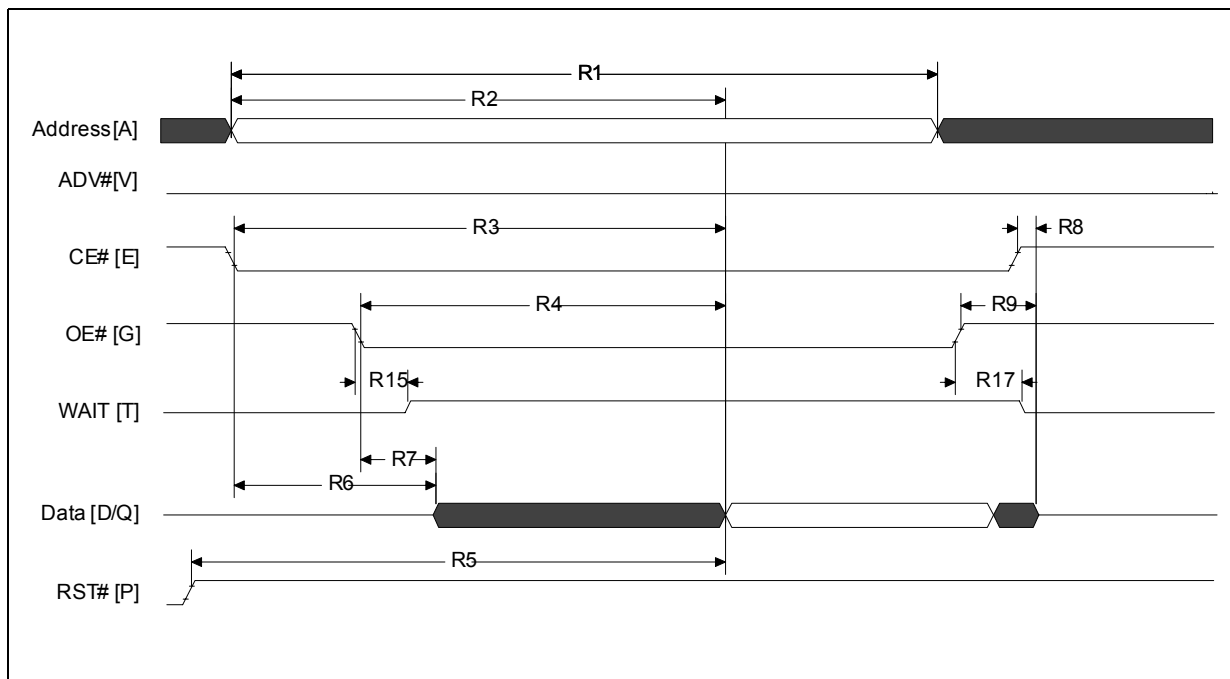 R1
R2
Address [A]
ADV# [V]
R3
R8
CE# [E]
R4
R9
OE# [G]
R15
R17
WAIT [T]
R7
R6
Data [D/Q]
R5
RST# [P]